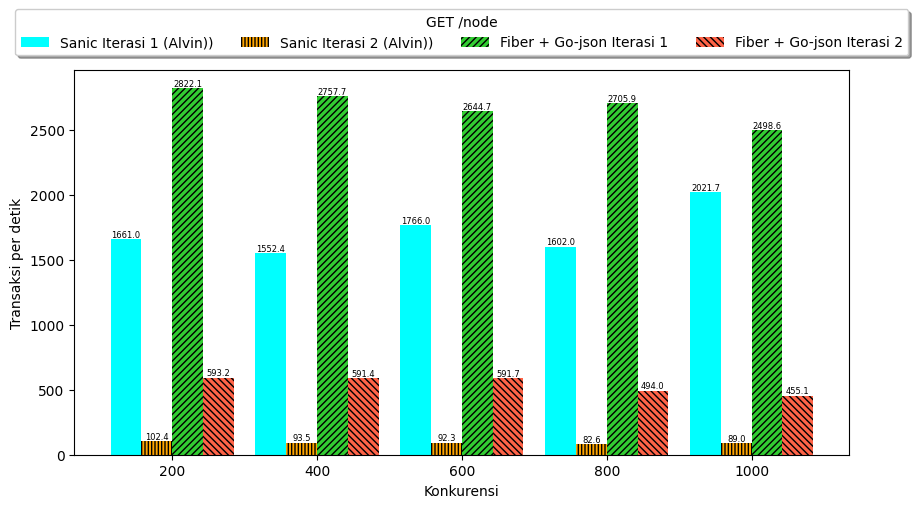 GET /node
Sanic Iterasi 1 (Alvin)) Sanic Iterasi 2 (Alvin)) Fiber + Go-json Iterasi 1 Fiber + Go-json Iterasi 2
Transaksi per detik
2500
2000
1500
1000
500
0
1661.0 102.4 2822.1 593.2
1552.4 93.5 2757.7 591.4
1766.0 92.3 2644.7 591.7
1602.0 82.6 2705.9 494.0
2021.7 89.0 2498.6 455.1
200 400 600 800 1000
Konkurensi